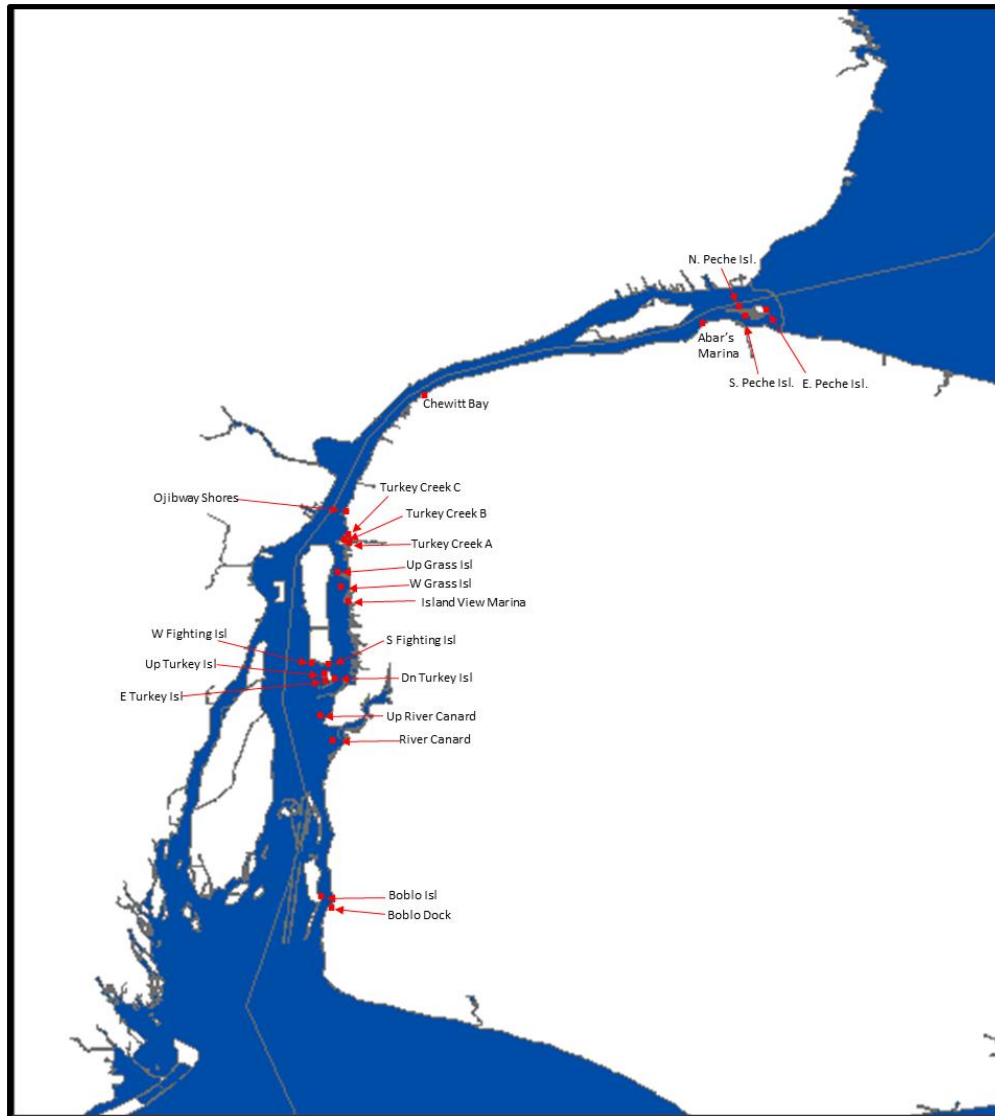 N. Peche Isl.
Abar's
Marina
S. Peche Isl.
E. Peche Isl.
Chewitt Bay
Turkey Creek C
Ojibway Shores
Turkey Creek B
Turkey Creek A
Up Grass Isl
W Grass Isl
Island View Marina
W Fighting Isl
S Fighting Isl
Up Turkey Isl
Dn Turkey Isl
E Turkey Isl
Up River Canard
River Canard
Boblo Isl
Boblo Dock